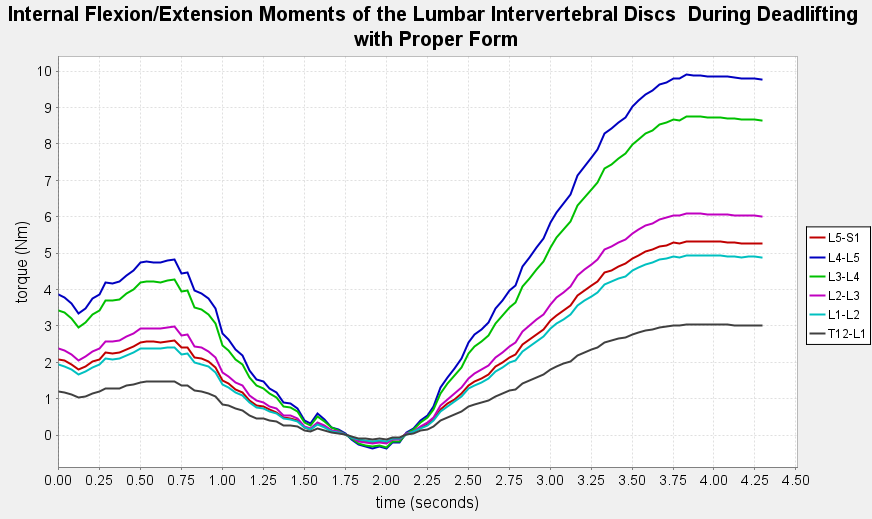 Internal Flexion/Extension Moments of the Lumbar Intervertebral Discs  During Deadlifting
with Proper Form
10
9
8
7
6
5
4
3
2
1
0
torque (Nm)
0.00 0.25 0.50 0.75 1.00 1.25 1.50 1.75 2.00 2.25 2.50 2.75 3.00 3.25 3.50 3.75 4.00 4.25 4.50
time (seconds)
L5-S1
L4-L5
L3-L4
L2-L3
L1-L2
T12-L1